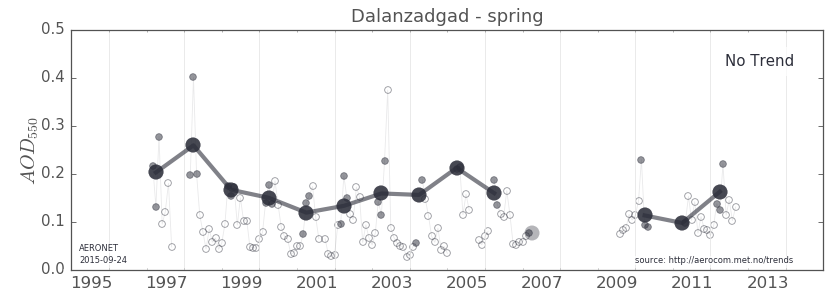 Dalanzadgad - spring
No Trend
AOD550
0.5
0.4
0.3
0.2
0.1
0.0
AERONET
2015-09-24
source: http://aerocom.met.no/trends
1995 1997 1999 2001 2003 2005 2007 2009 2011 2013